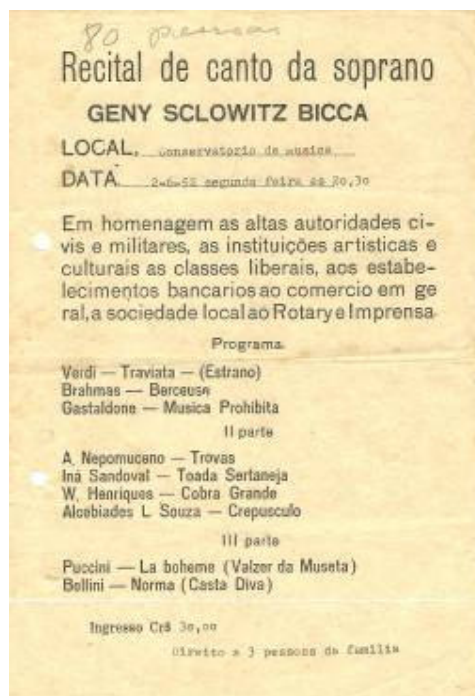 80 pessoas
Recital de canto da soprano
GENY SCLOWITZ BICCA
LOCAL, Conservatorio de musica
DATA 2-6-52 segunda feira as 20,30
Em homenagem as altas autoridades ci-
vis e militares, as instituições artisticas e
culturais as classes liberais, aos estabe-
lecimentos bancarios ao comercio em ge
ral, a sociedade local ao Rotary e Imprensa
Programa
Verdi — Traviata — (Estrano)
Brahmas — Berceuse
Gastaldone — Musica Prohibita
II parte
A. Nepomuceno — Trovas
Iná Sandoval — Toada Sertaneja
W. Henriques — Cobra Grande
Alcebiades L. Souza — Crepusculo
III parte
Puccini — La boheme (Valzer da Museta)
Bellini — Norma (Casta Diva)
Ingresso Cr$ 30,00
Direito a 3 pessoas da familia